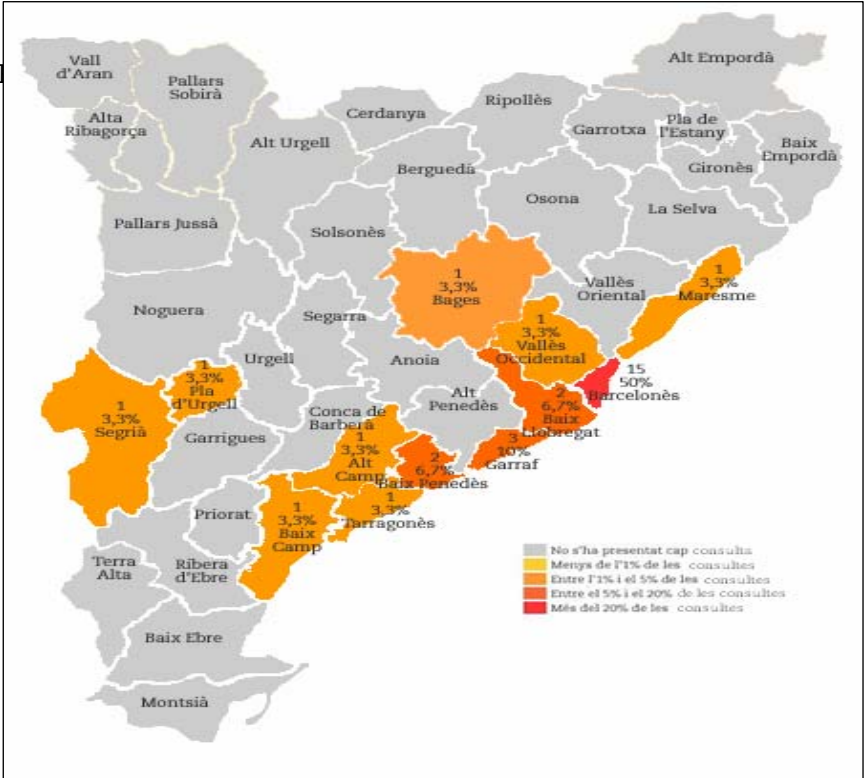 Vall
d'Aran
Pallars
Sobirà
Alt Empordà
Alta
Ribagorça
Alt Urgell
Cerdanya
Ripollès
Garrotxa
Pla de
l'Estany
Baix
Empordà
Gironès
Berguedà
Osona
La Selva
Pallars Jussà
Solsonès
1
3,3%
Bages
Vallès
Oriental
1
3,3%
Maresme
Noguera
Segarra
1
3,3%
Vallès
Occidental
Urgell
Anoia
15
50%
Barcelonès
1
3,3%
Pla
d'Urgell
1
3,3%
Segrià
Alt
Penedès
2
6,7%
Baix
Llobregat
Garrigues
Conca de
Barberà
1
3,3%
Alt
Camp
2
6,7%
Baix Penedès
3
10%
Garraf
Priorat
1
3,3%
Baix
Camp
1
3,3%
Tarragonès
Terra
Alta
Ribera
d'Ebre
Baix Ebre
Montsià
No s'ha presentat cap consulta
Menys de l'1% de les consultes
Entre l'1% i el 5% de les consultes
Entre el 5% i el 20% de les consultes
Més del 20% de les consultes